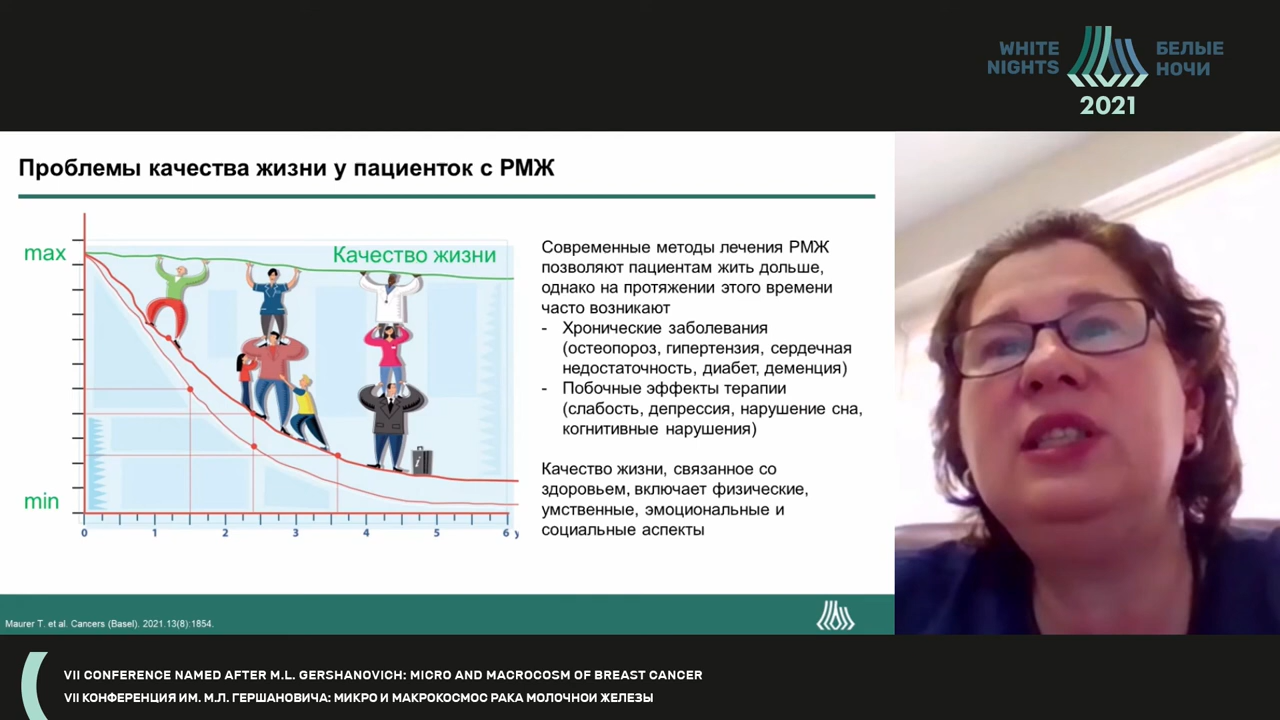 WHITE
NIGHTS
БЕЛЫЕ
НОЧИ
2021
Проблемы качества жизни у пациенток с РМЖ
max
Качество жизни
min
0 1 2 3 4 5 6 y
i
Современные методы лечения РМЖ
позволяют пациентам жить дольше,
однако на протяжении этого времени
часто возникают
- Хронические заболевания
(остеопороз, гипертензия, сердечная
недостаточность, диабет, деменция)
- Побочные эффекты терапии
(слабость, депрессия, нарушение сна,
когнитивные нарушения)
Качество жизни, связанное со
здоровьем, включает физические,
умственные, эмоциональные и
социальные аспекты
Maurer T. et al. Cancers (Basel). 2021.13(8):1854.
VII CONFERENCE NAMED AFTER M.L. GERSHANOVICH: MICRO AND MACROCOSM OF BREAST CANCER
VII КОНФЕРЕНЦИЯ ИМ. М.Л. ГЕРШАНОВИЧА: МИКРО И МАКРОКОСМОС РАКА МОЛОЧНОЙ ЖЕЛЕЗЫ